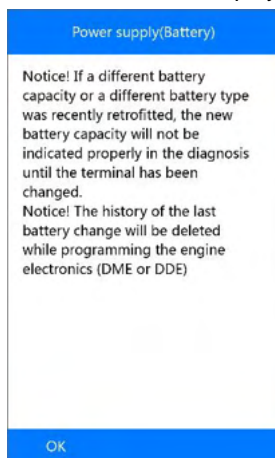 Power supply(Battery)
Notice! If a different battery
capacity or a different battery type
was recently retrofitted, the new
battery capacity will not be
indicated properly in the diagnosis
until the terminal has been
changed.
Notice! The history of the last
battery change will be deleted
while programming the engine
electronics (DME or DDE)
OK